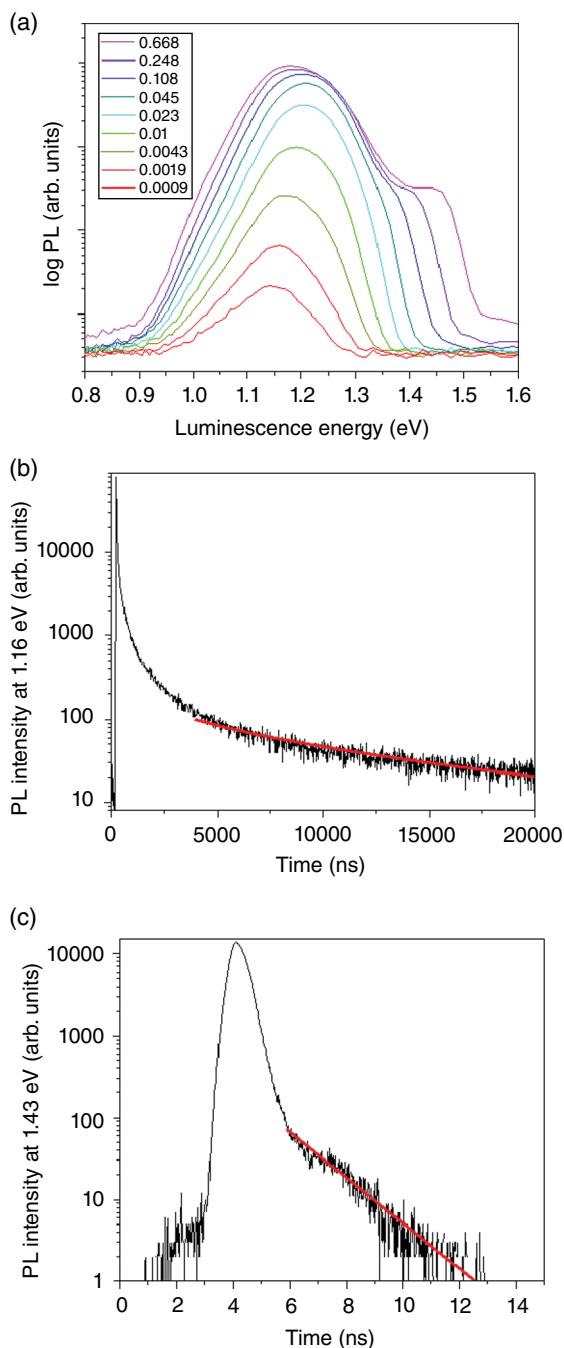 (a)
0.668
0.248
0.108
0.045
0.023
0.01
0.0043
0.0019
0.0009
log PL (arb. units)
0.8 0.9 1.0 1.1 1.2 1.3 1.4 1.5 1.6
Luminescence energy (eV)
(b)
PL intensity at 1.16 eV (arb. units)
10000
1000
100
10
0 5000 10000 15000 20000
Time (ns)
(c)
PL intensity at 1.43 eV (arb. units)
10000
1000
100
10
1
0 2 4 6 8 10 12 14
Time (ns)